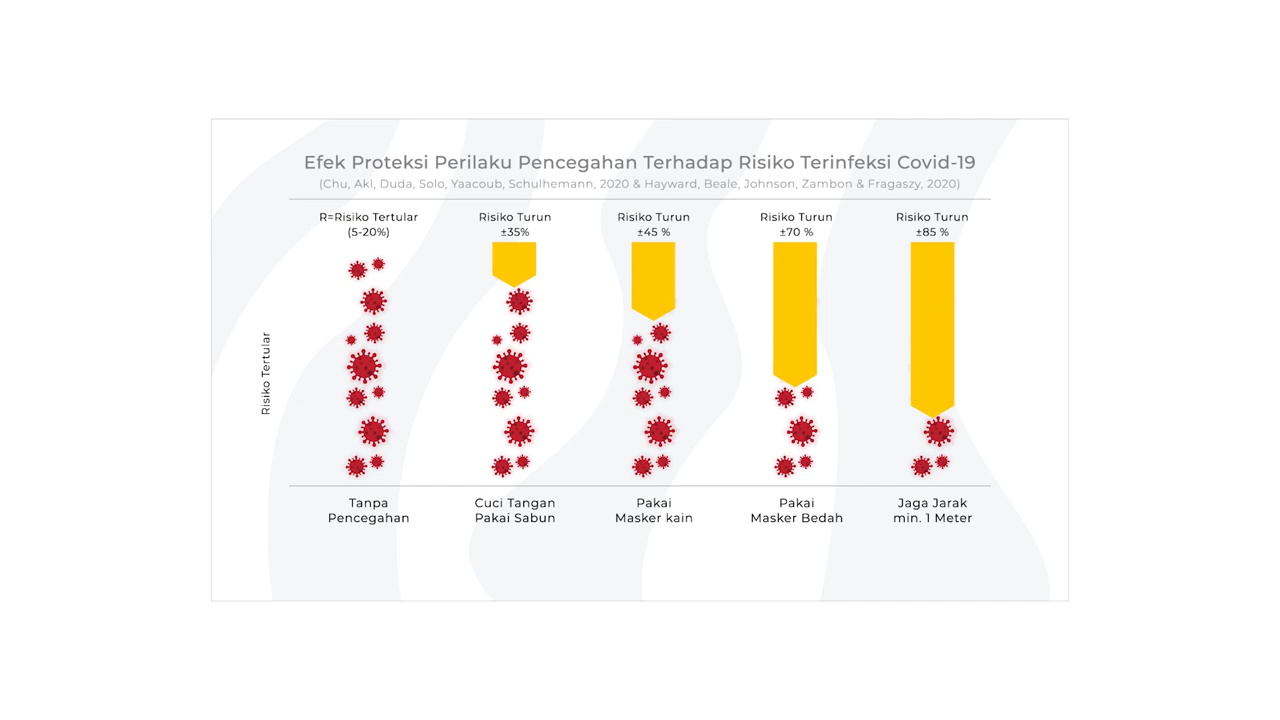 Efek Proteksi Perilaku Pencegahan Terhadap Risiko Terinfeksi Covid-19
(Chu, Akl, Duda, Solo, Yaacoub, Schulhemann, 2020 & Hayward, Beale, Johnson, Zambon & Fragaszy, 2020)
R=Risiko Tertular
(5-20%)
Risiko Turun
±35%
Risiko Turun
±45 %
Risiko Turun
±70 %
Risiko Turun
±85 %
Risiko Tertular
Tanpa
Pencegahan
Cuci Tangan
Pakai Sabun
Pakai
Masker kain
Pakai
Masker Bedah
Jaga Jarak
min. 1 Meter